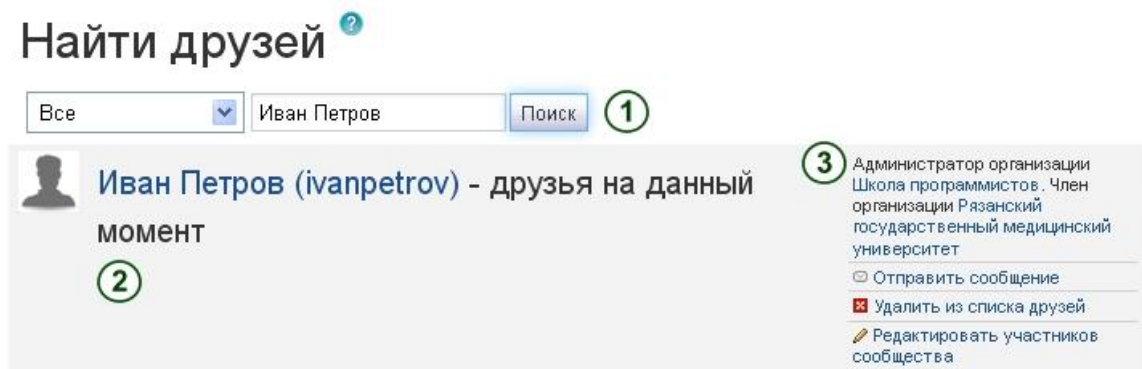 Найти друзей ?
Все Иван Петров Поиск 1
Иван Петров (ivanpetrov) - друзья на данный
момент
2
3 Администратор организации
Школа программистов. Член
организации Рязанский
государственный медицинский
университет
Отправить сообщение
Удалить из списка друзей
Редактировать участников
сообщества